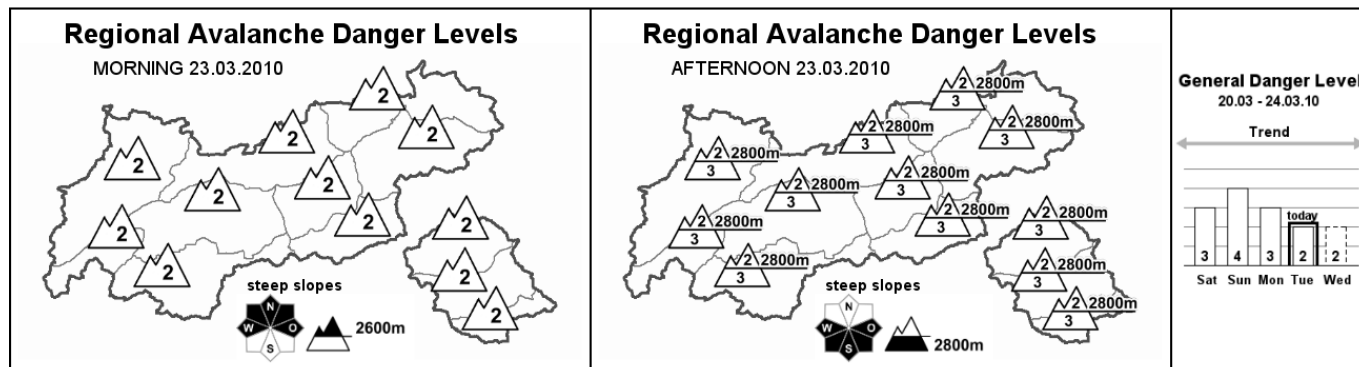 Regional Avalanche Danger Levels
MORNING 23.03.2010
2
2
2
2
2
2
2
2
2
2
2
2
steep slopes
N
W O
S
2600m
Regional Avalanche Danger Levels
AFTERNOON 23.03.2010
2 2800m
3
2 2800m
3
2 2800m
3
2 2800m
3
2 2800m
3
2 2800m
3
2 2800m
3
2 2800m
3
2 2800m
3
2 2800m
3
2 2800m
3
2 2800m
3
steep slopes
N
W O
S
2800m
General Danger Level
20.03 - 24.03.10
Trend
today
3 4 3 2 2
Sat Sun Mon Tue Wed